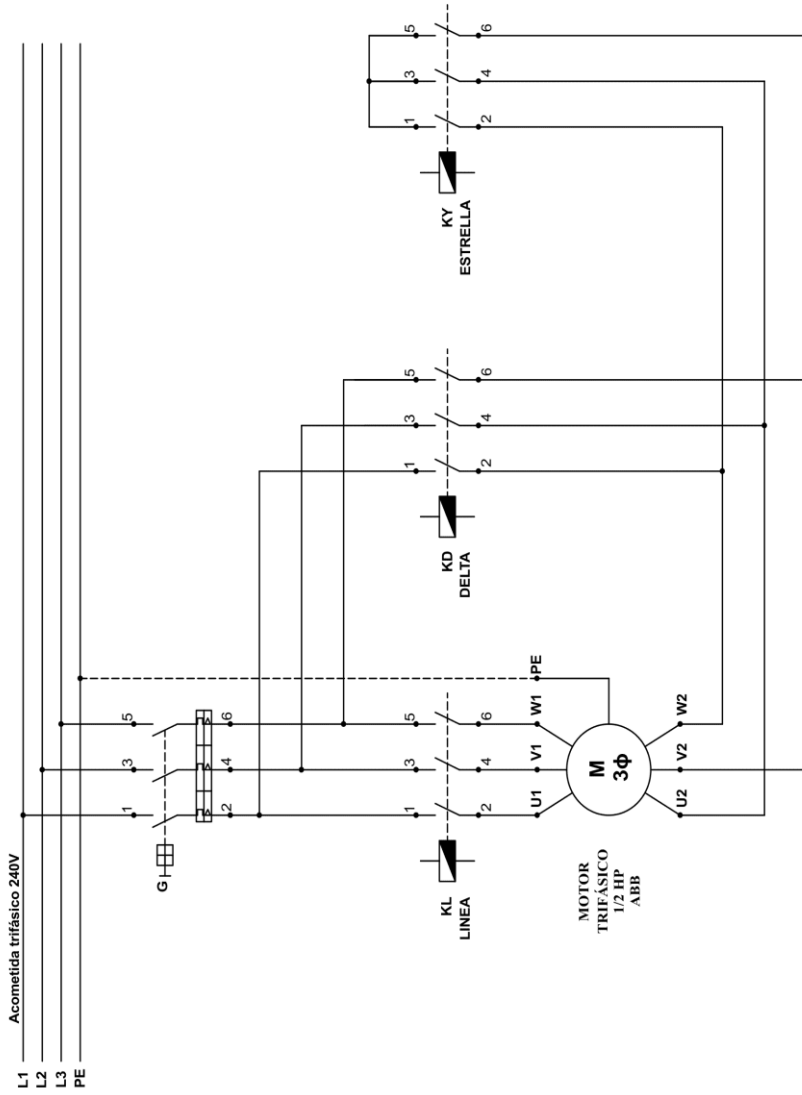 Acometida trifásico 240V
L1
L2
L3
PE
G
1 3 5
2 4 6
KL
LINEA
1 3 5
2 4 6
KD
DELTA
1 3 5
2 4 6
KY
ESTRELLA
1 3 5
2 4 6
U1 V1 W1 PE
M
3ф
U2 V2 W2
MOTOR
TRIFÁSICO
1/2 HP
ABB